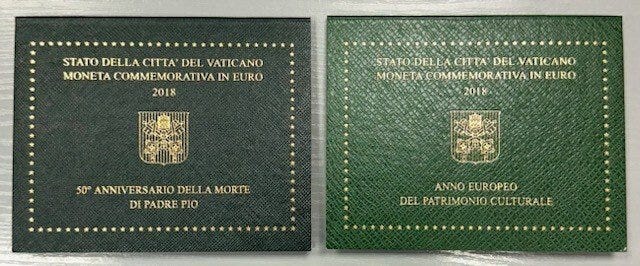 STATO DELLA CITTA' DEL VATICANO
MONETA COMMEMORATIVA IN EURO
2018
50° ANNIVERSARIO DELLA MORTE
DI PADRE PIO
STATO DELLA CITTA' DEL VATICANO
MONETA COMMEMORATIVA IN EURO
2018
ANNO EUROPEO
DEL PATRIMONIO CULTURALE